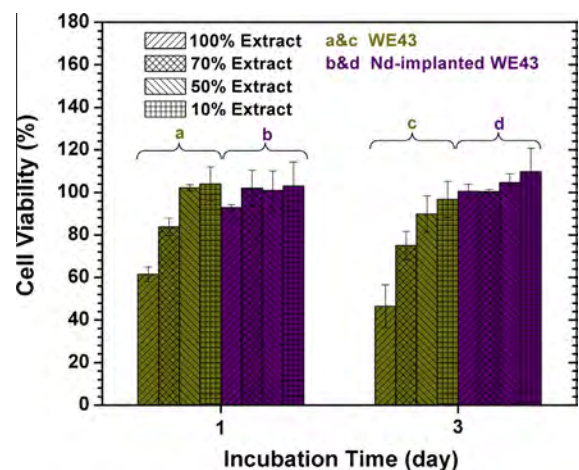 180
160
140
120
100
80
60
40
20
0
Cell Viability (%)
100% Extract
70% Extract
50% Extract
10% Extract
a&c WE43
b&d Nd-implanted WE43
a
b
c
d
1
3
Incubation Time (day)